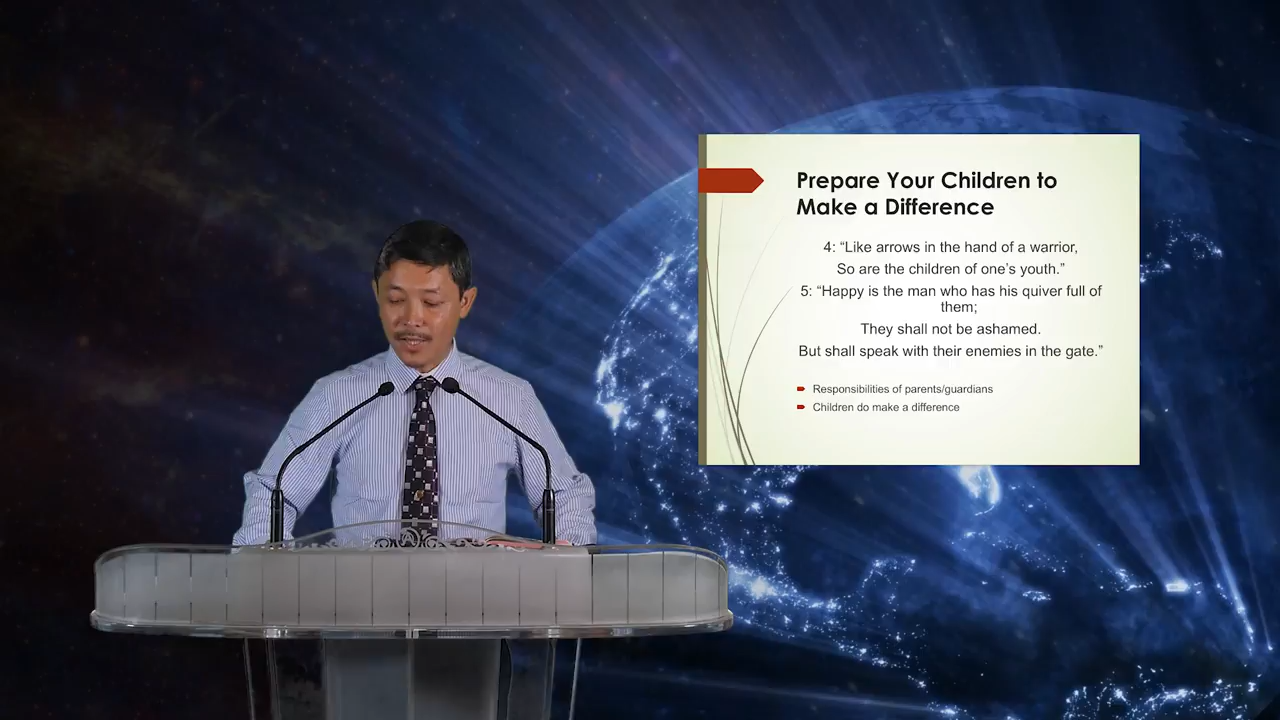 Prepare Your Children to
Make a Difference
4: “Like arrows in the hand of a warrior,
So are the children of one’s youth.”
5: “Happy is the man who has his quiver full of
them;
They shall not be ashamed.
But shall speak with their enemies in the gate.”
Responsibilities of parents/guardians
Children do make a difference